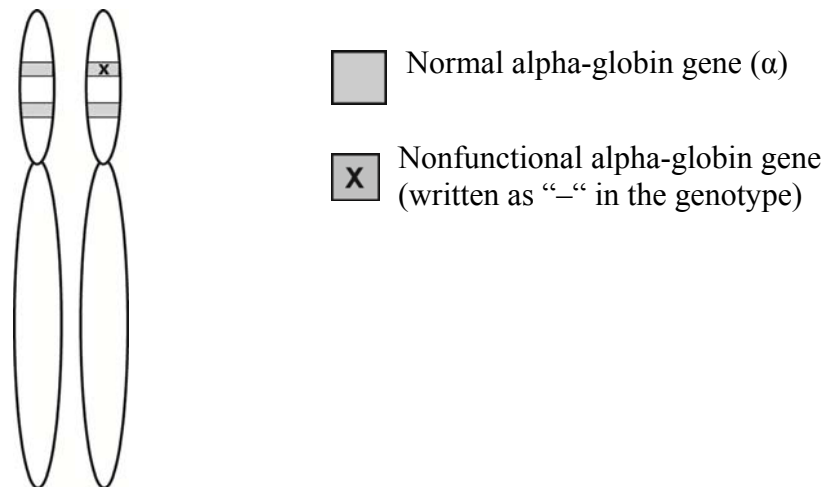 x
Normal alpha-globin gene (α)
X
Nonfunctional alpha-globin gene
(written as “–“ in the genotype)